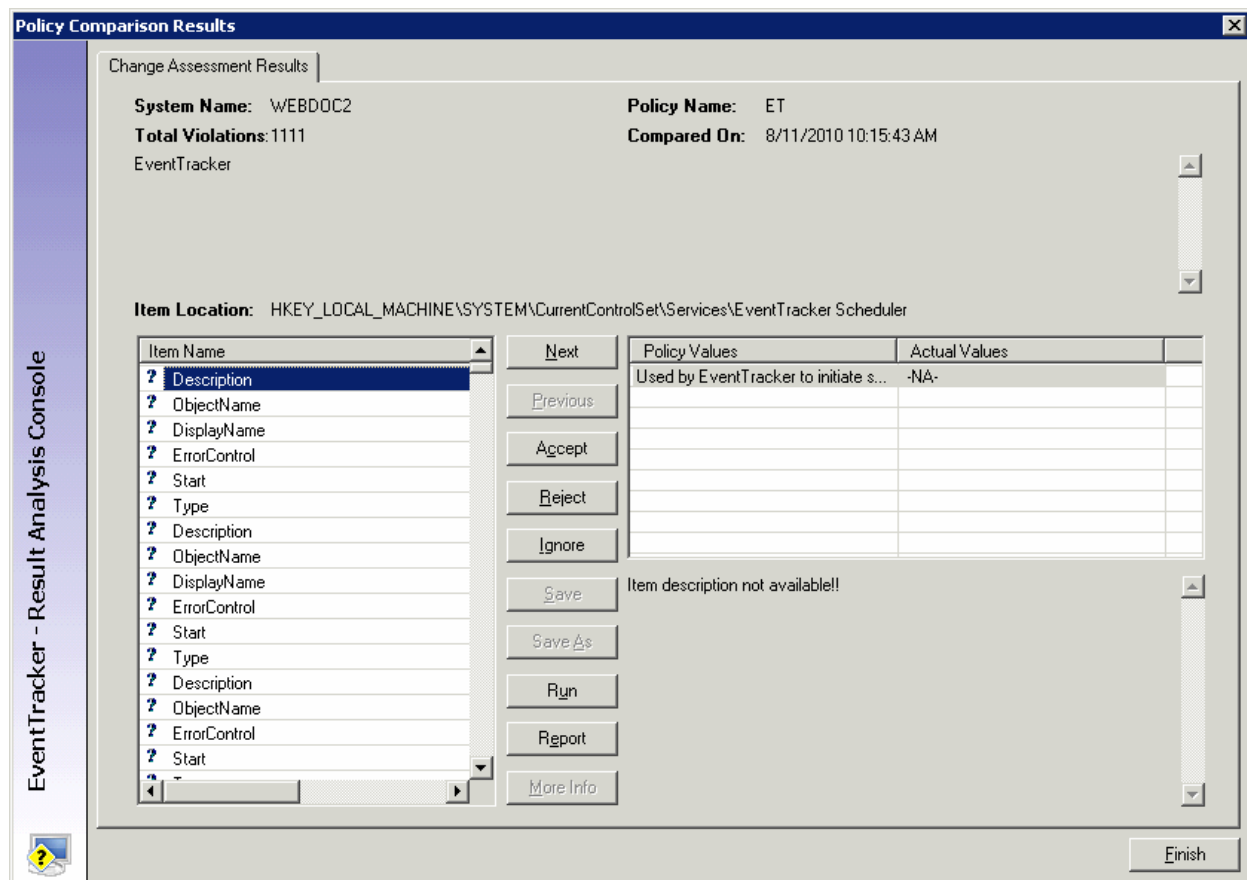 Policy Comparison Results
Change Assessment Results
System Name: WEBDOC2
Policy Name: ET
Total Violations: 1111
Compared On: 8/11/2010 10:15:43 AM
EventTracker
Item Location: HKEY_LOCAL_MACHINE\SYSTEM\CurrentControlSet\Services\EventTracker Scheduler
Item Name
Description
ObjectName
DisplayName
ErrorControl
Start
Type
Description
ObjectName
DisplayName
ErrorControl
Start
Type
Description
ObjectName
ErrorControl
Start
Next
Previous
Accept
Reject
Ignore
Save
Save As
Run
Report
More Info
Policy Values Actual Values
Used by EventTracker to initiate s... -NA-
Item description not available!!
EventTracker - Result Analysis Console
Finish